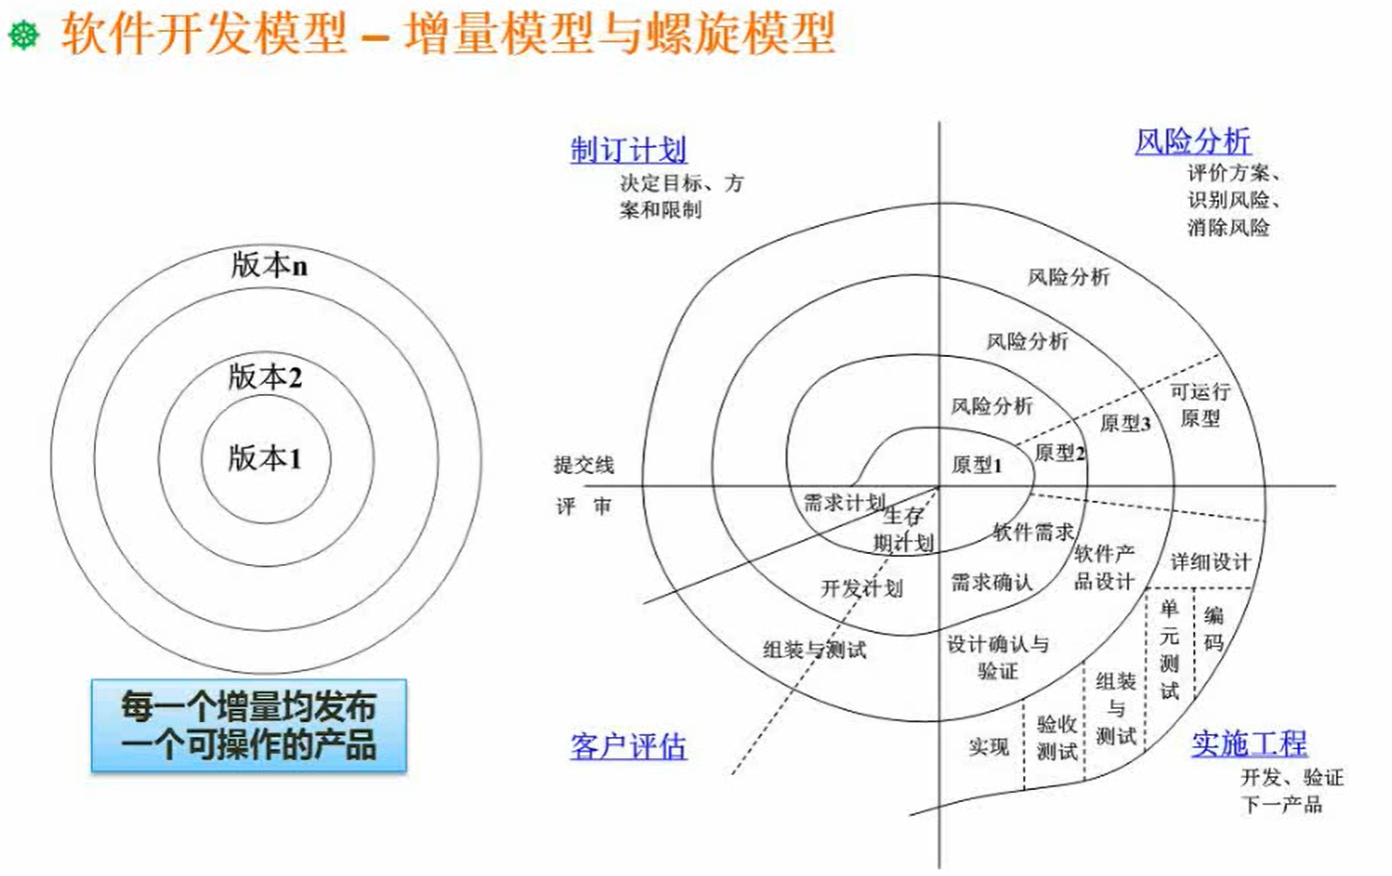 软件开发模型 – 增量模型与螺旋模型
版本n
版本2
版本1
每一个增量均发布
一个可操作的产品
制订计划
决定目标、方
案和限制
风险分析
评价方案、
识别风险、
消除风险
风险分析
风险分析
风险分析
可运行
原型
原型3
原型2
原型1
提交线
评 审
需求计划
生存
期计划
开发计划
组装与测试
软件需求
需求确认
软件产
品设计
设计确认与
验证
详细设计
单
元
测
试
编
码
组装
与
测试
验收
测试
实现
客户评估
实施工程
开发、验证
下一产品